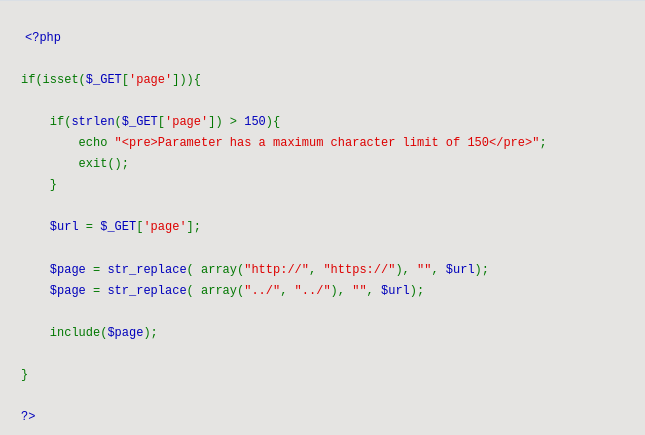 <?php
if(isset($_GET['page'])){
    if(strlen($_GET['page']) > 150){
        echo "<pre>Parameter has a maximum character limit of 150</pre>";
        exit();
    }
    $url = $_GET['page'];
    $page = str_replace( array("http://", "https://"), "", $url);
    $page = str_replace( array("../", "../"), "", $url);
    include($page);
}
?>